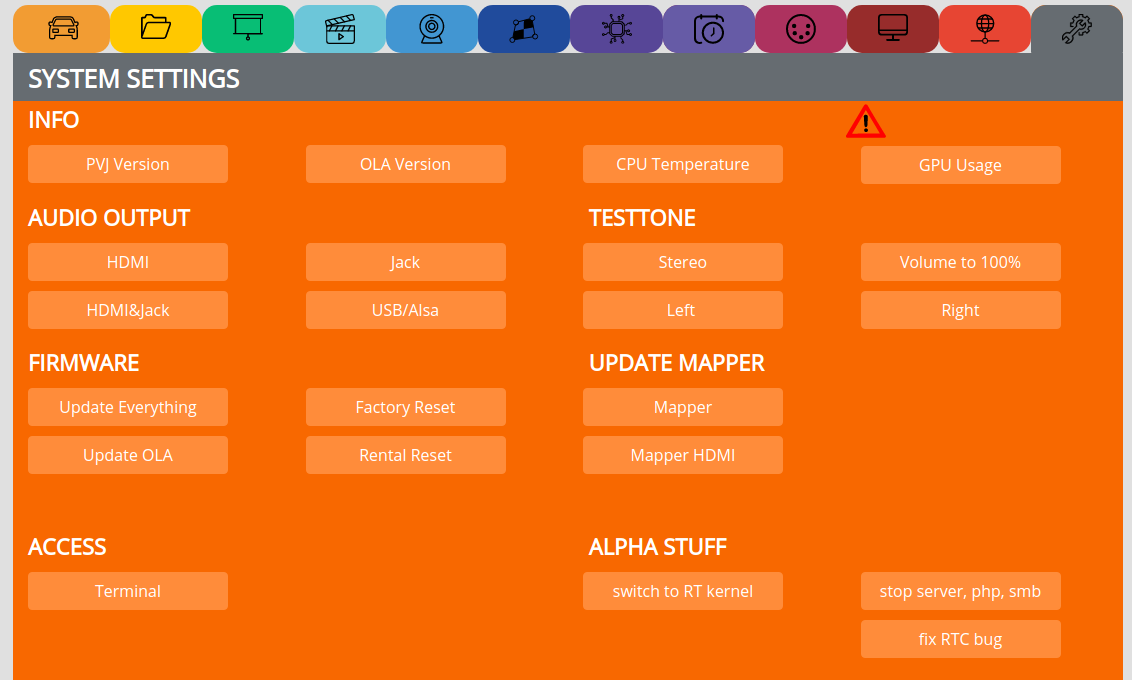 SYSTEM SETTINGS
INFO
PVJ Version
OLA Version
CPU Temperature
GPU Usage
AUDIO OUTPUT
TESTTONE
HDMI
Jack
Stereo
Volume to 100%
HDMI&Jack
USB/Alsa
Left
Right
FIRMWARE
UPDATE MAPPER
Update Everything
Factory Reset
Mapper
Update OLA
Rental Reset
Mapper HDMI
ACCESS
ALPHA STUFF
Terminal
switch to RT kernel
stop server, php, smb
fix RTC bug